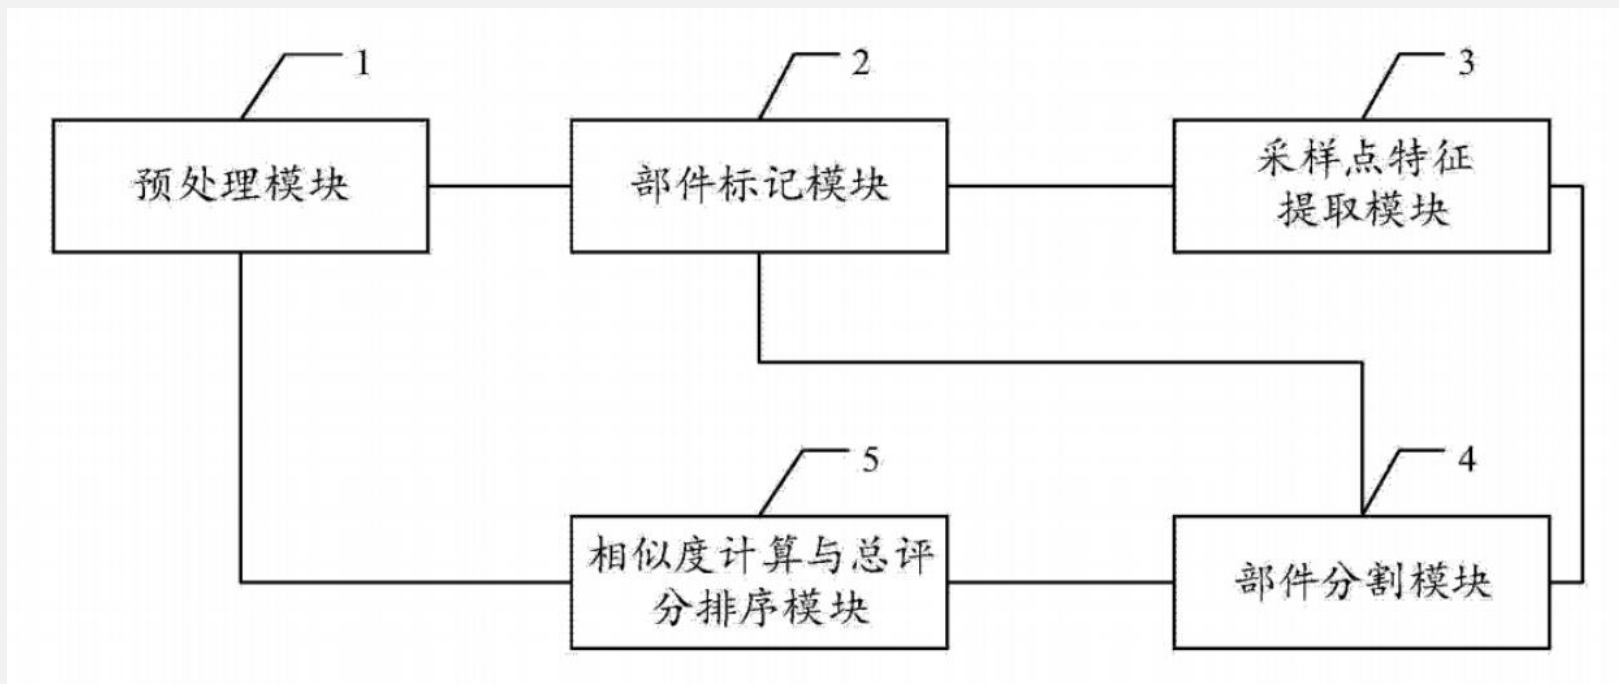 1
2
3
预处理模块
部件标记模块
采样点特征
提取模块
5
4
相似度计算与总评
分排序模块
部件分割模块